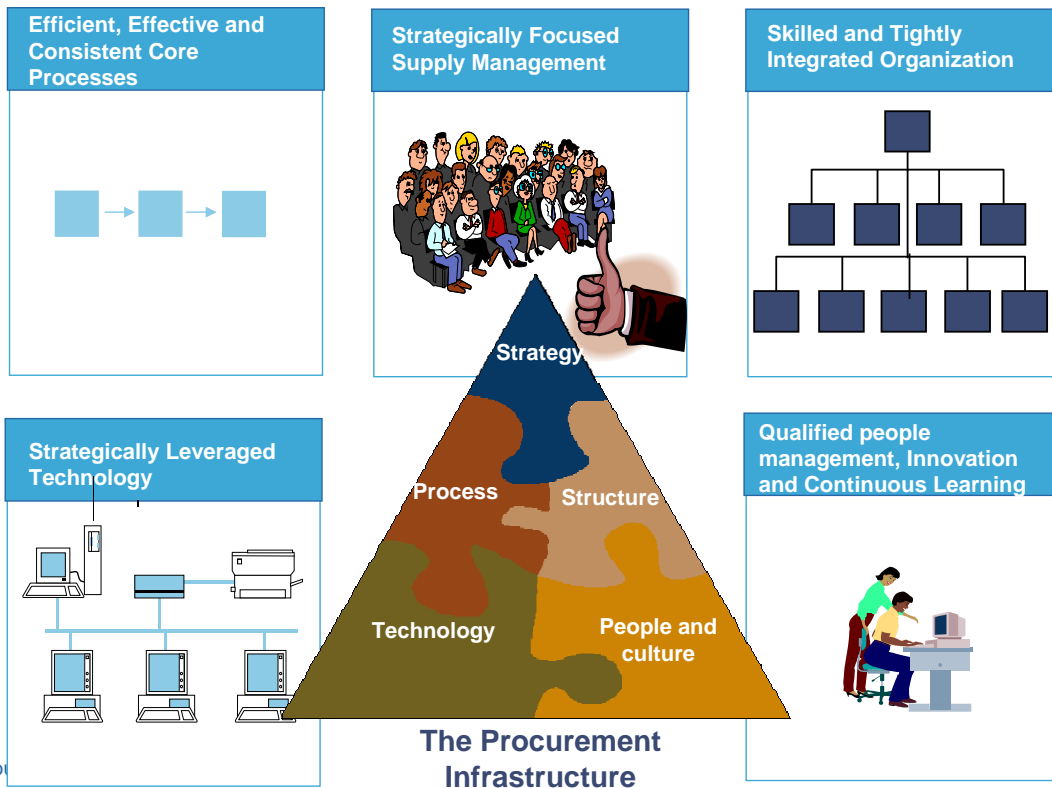 Efficient, Effective and
Consistent Core
Processes
Strategically Focused
Supply Management
Skilled and Tightly
Integrated Organization
Strategy
Strategically Leveraged
Technology
Qualified people
management, Innovation
and Continuous Learning
Process
Structure
Technology
People and
culture
The Procurement
Infrastructure